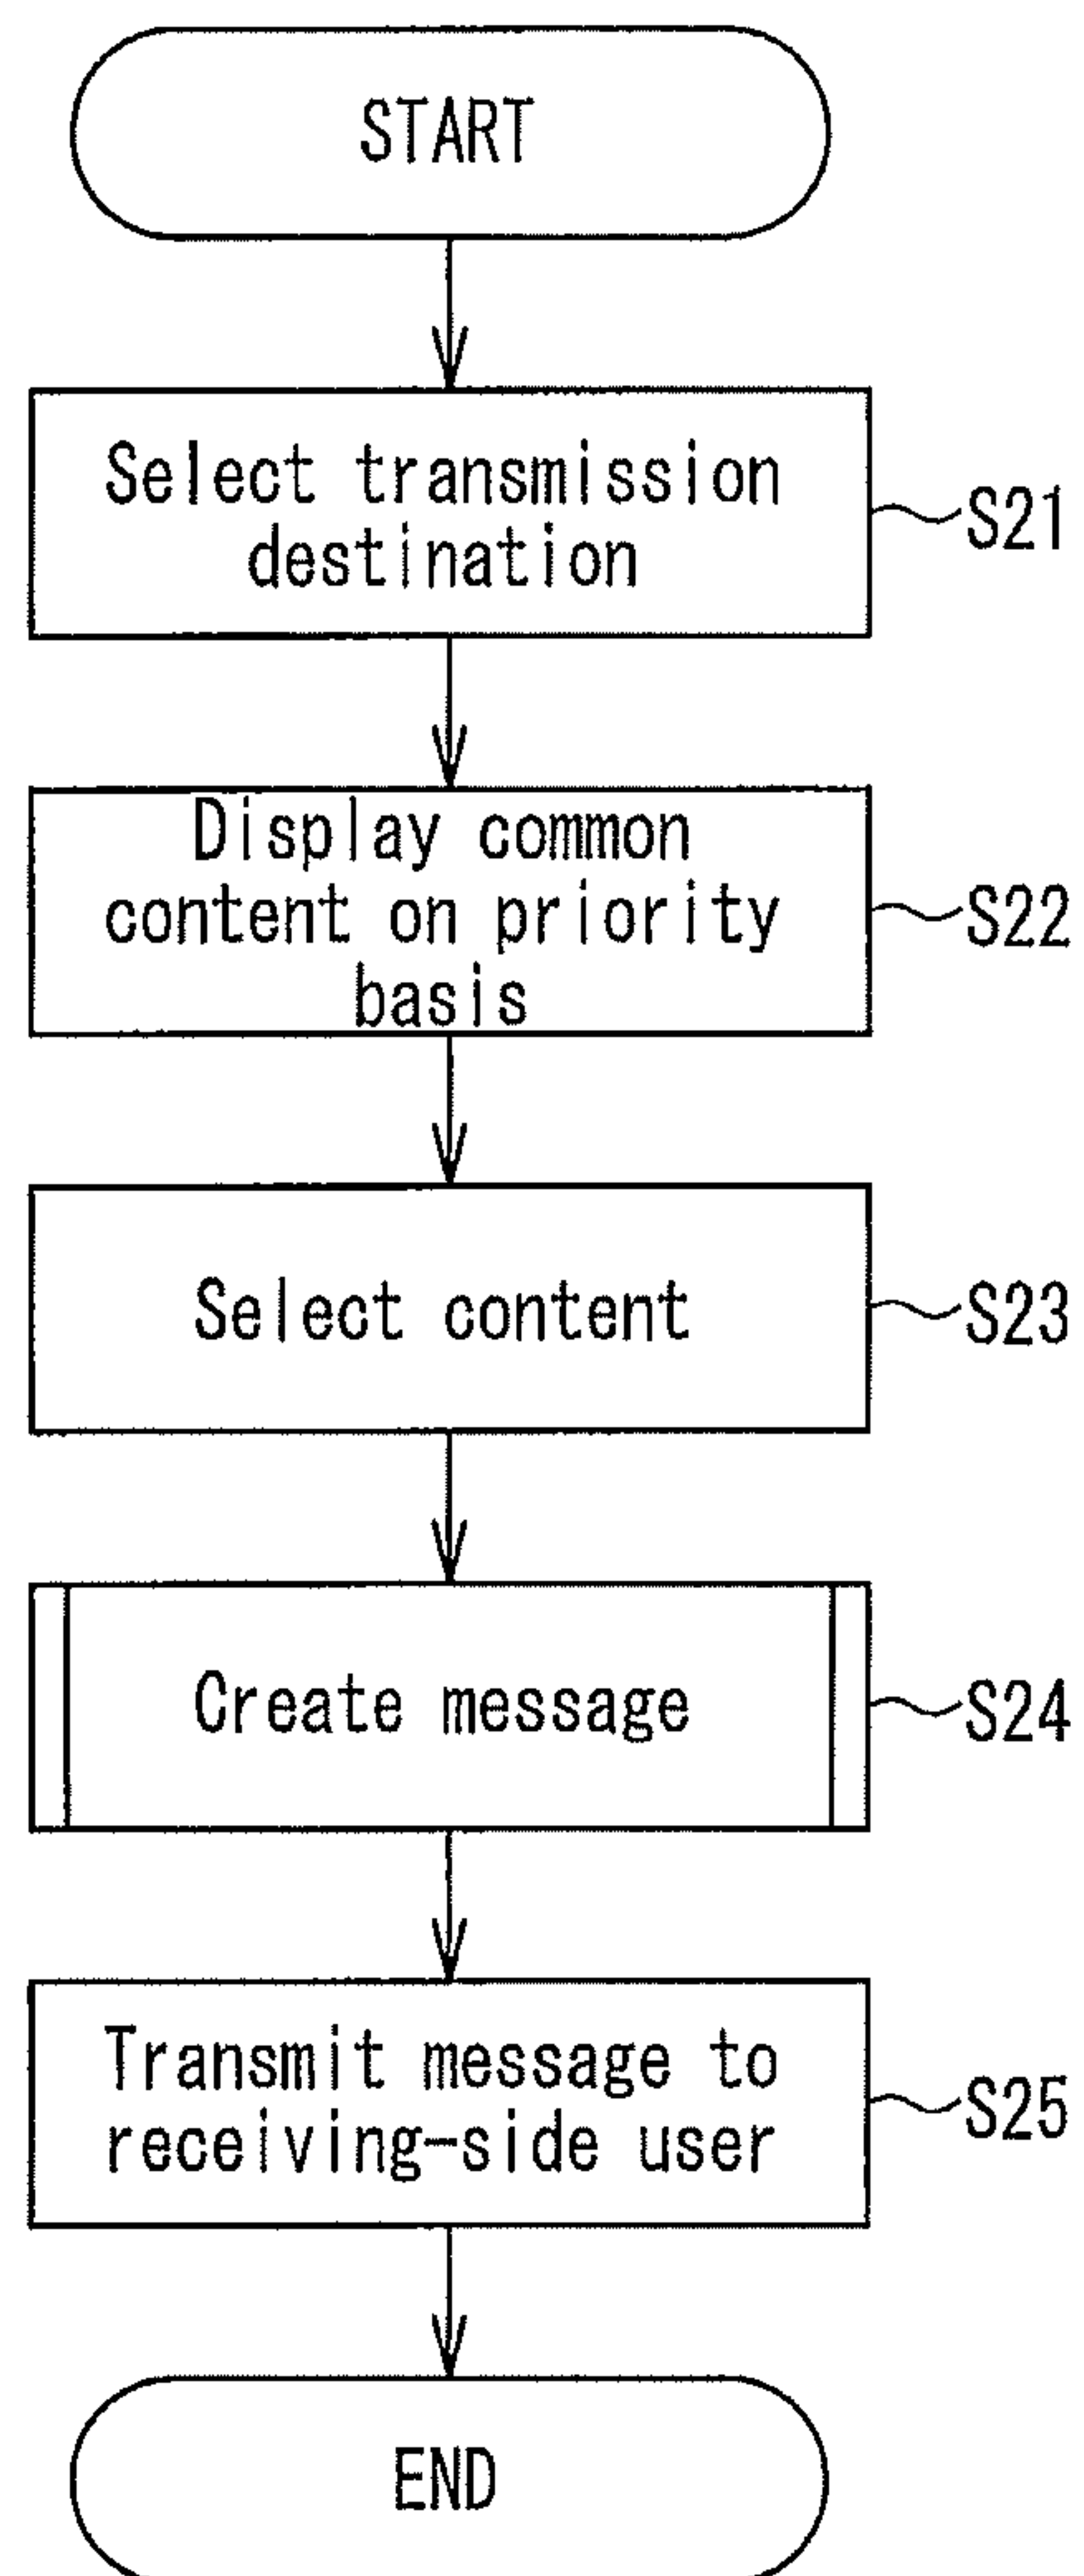 START
Select transmission
destination
S21
Display common
content on priority
basis
S22
Select content
S23
Create message
S24
Transmit message to
receiving-side user
S25
END